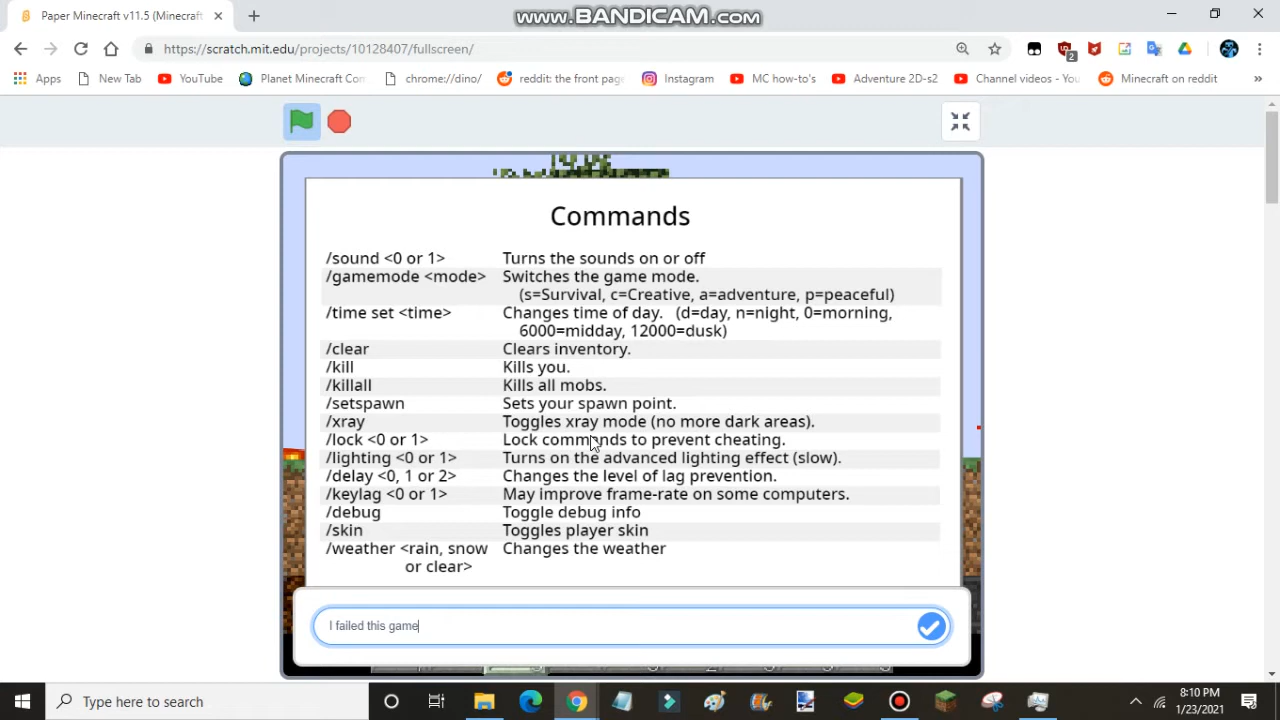 Paper Minecraft v11.5 (Minecraft
www.BANDICAM.com
https://scratch.mit.edu/projects/10128407/fullscreen/
2
Apps
New Tab
YouTube
Planet Minecraft Com
chrome://dino/
reddit: the front page
Instagram
MC how-to's
Adventure 2D-s2
Channel videos - You
Minecraft on reddit
»
Commands
/sound <0 or 1> Turns the sounds on or off
/gamemode <mode> Switches the game mode.
(s=Survival, c=Creative, a=adventure, p=peaceful)
/time set <time> Changes time of day. (d=day, n=night, 0=morning,
6000=midday, 12000=dusk)
/clear Clears inventory.
/kill Kills you.
/killall Kills all mobs.
/setspawn Sets your spawn point.
/xray Toggles xray mode (no more dark areas).
/lock <0 or 1> Lock commands to prevent cheating.
/lighting <0 or 1> Turns on the advanced lighting effect (slow).
/delay <0, 1 or 2> Changes the level of lag prevention.
/keylag <0 or 1> May improve frame-rate on some computers.
/debug Toggle debug info
/skin Toggles player skin
/weather <rain, snow Changes the weather
or clear>
I failed this game
Type here to search
8:10 PM
1/23/2021